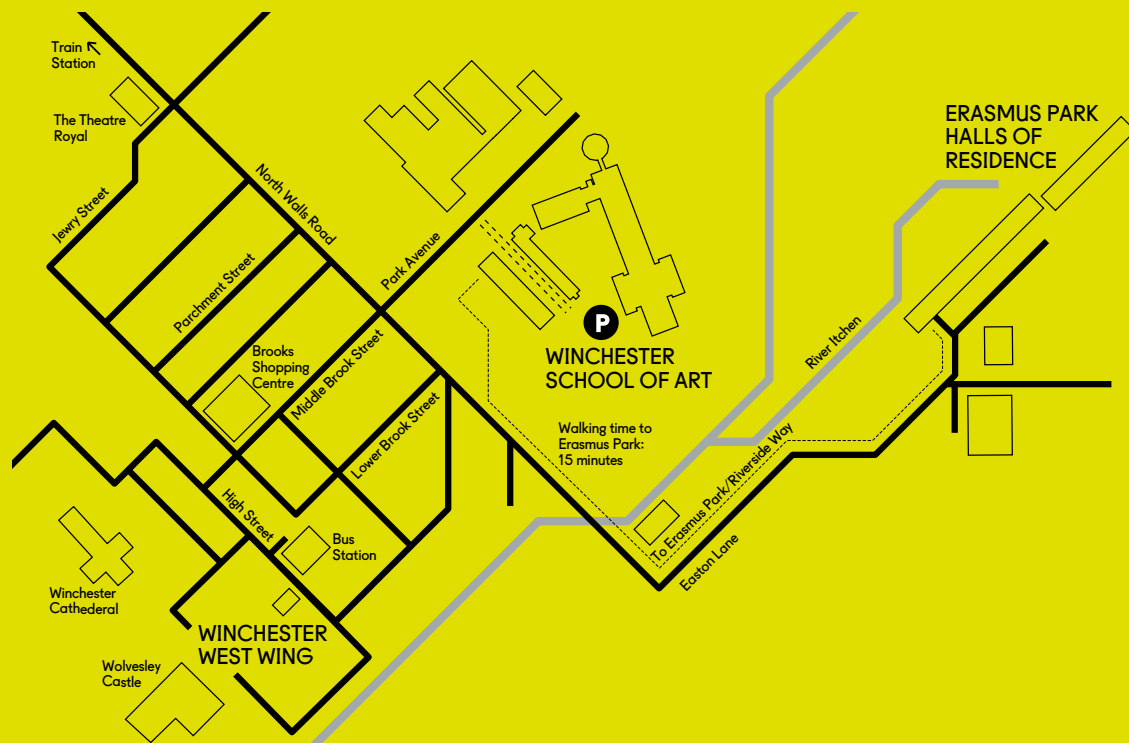 Train
Station
The Theatre
Royal
Jewry Street
North Walls Road
Parchment Street
Park Avenue
Brooks
Shopping
Centre
Middle Brook Street
Lower Brook Street
High Street
Bus
Station
Winchester
Cathederal
WINCHESTER
WEST WING
Wolvesley
Castle
P
WINCHESTER
SCHOOL OF ART
Walking time to
Erasmus Park:
15 minutes
ERASMUS PARK
HALLS OF
RESIDENCE
River Itchen
To Erasmus Park/Riverside Way
Easton Lane